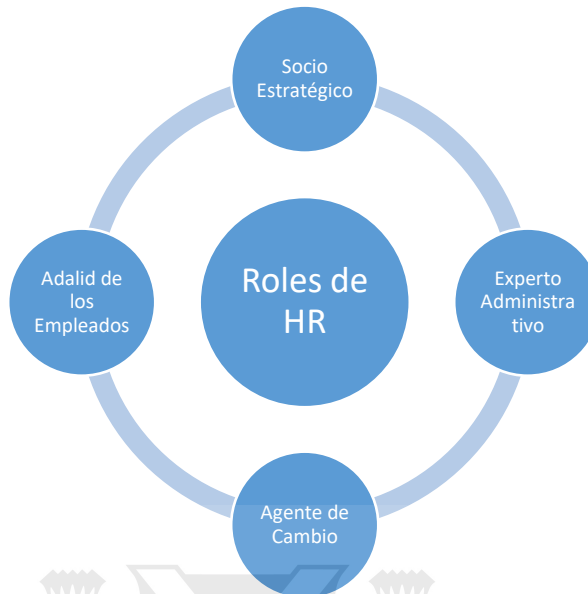 Socio
Estratégico
Adalid de
los
Empleados
Roles de
HR
Experto
Administra
tivo
Agente de
Cambio